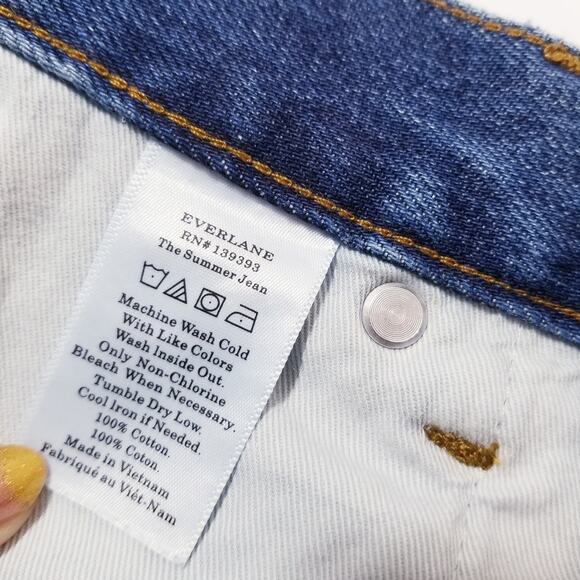 EVERLANE
RN# 139393
The Summer Jean
Machine Wash Cold
With Like Colors
Wash Inside Out.
Only Non-Chlorine
Bleach When Necessary.
Tumble Dry Low.
Cool Iron if Needed.
100% Cotton.
100% Coton.
Made in Vietnam
Fabriqué au Viét-Nam